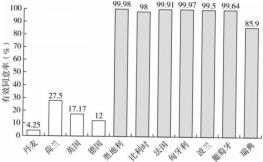 有效同意率(%)
100
90
80
70
60
50
40
30
20
10
0
4.25
27.5
17.17
12
99.98
98
99.91
99.97
99.5
99.64
85.9
丹麦
荷兰
英国
德国
奥地利
比利时
法国
匈牙利
波兰
葡萄牙
瑞典